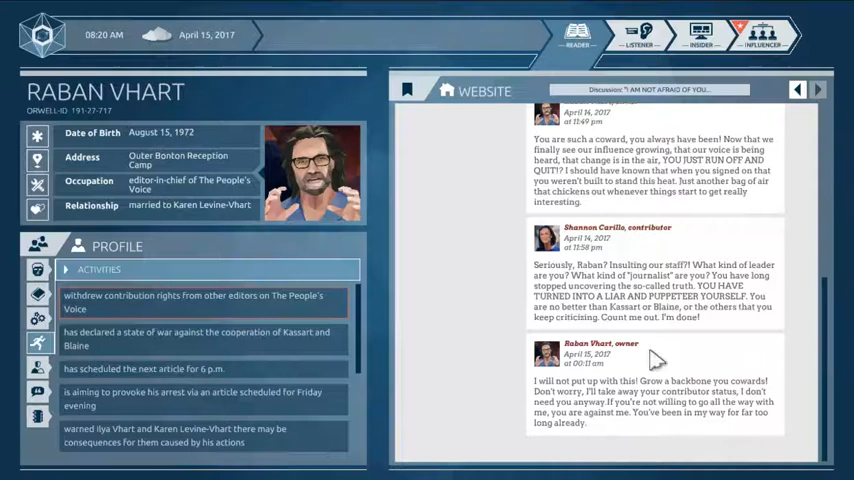 08:20 AM
April 15, 2017
READER
LISTENER
INSIDER
INFLUENCER
RABAN VHART
ORWELL-ID 191-27-717
Date of Birth August 15, 1972
Address Outer Bonton Reception
Camp
Occupation editor-in-chief of The People's
Voice
Relationship married to Karen Levine-Vhart
PROFILE
ACTIVITIES
withdrew contribution rights from other editors on The People's
Voice
has declared a state of war against the cooperation of Kassart and
Blaine
has scheduled the next article for 6 p.m.
is aiming to provoke his arrest via an article scheduled for Friday
evening
warned Ilya Vhart and Karen Levine-Vhart there may be
consequences for them caused by his actions
WEBSITE
Discussion: "I AM NOT AFRAID OF YOU...
April 14, 2017
at 11:49 pm
You are such a coward, you always have been! Now that we
finally see our influence growing, that our voice is being
heard, that change is in the air, YOU JUST RUN OFF AND
QUIT!? I should have known that when you signed on that
you weren't built to stand this heat. Just another bag of air
that chickens out whenever things start to get really
interesting.
Shannon Carillo, contributor
April 14, 2017
at 11:58 pm
Seriously, Raban? Insulting our staff?! What kind of leader
are you? What kind of "journalist" are you? You have long
stopped uncovering the so-called truth. YOU HAVE
TURNED INTO A LIAR AND PUPPETEER YOURSELF. You
are no better than Kassart or Blaine, or the others that you
keep criticizing. Count me out. I'm done!
Raban Vhart, owner
April 15, 2017
at 00:11 am
I will not put up with this! Grow a backbone you cowards!
Don't worry, I'll take away your contributor status, I don't
need you anyway.If you're not willing to go all the way with
me, you are against me. You've been in my way for far too
long already.